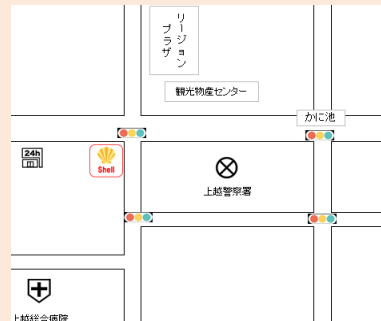 リージョン
プラザ
観光物産センター
かに池
24h
Shell
上越警察署
上越総合病院